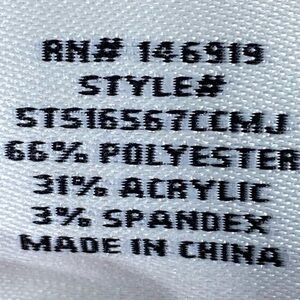 RN# 146919
STYLE#
STS16567CCMJ
66% POLYESTER
31% ACRYLIC
3% SPANDEX
MADE IN CHINA